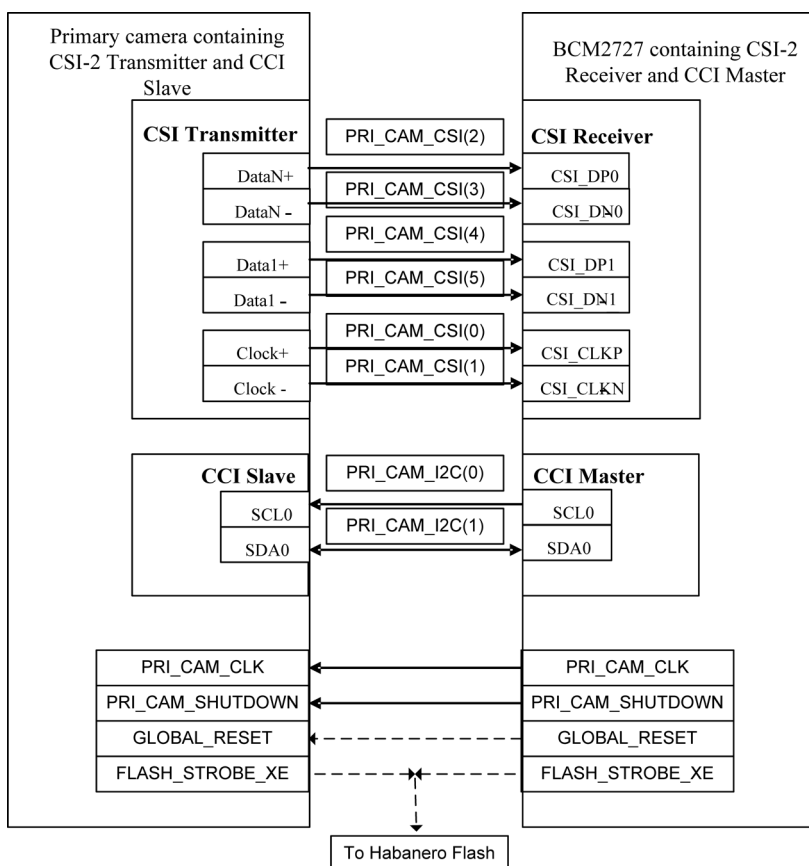 Primary camera containing
CSI-2 Transmitter and CCI
Slave
BCM2727 containing CSI-2
Receiver and CCI Master
CSI Transmitter
PRI_CAM_CSI(2)
CSI Receiver
DataN+
CSI_DP0
PRI_CAM_CSI(3)
DataN -
CSI_DN0
PRI_CAM_CSI(4)
Data1+
CSI_DP1
PRI_CAM_CSI(5)
Data1 -
CSI_DN1
PRI_CAM_CSI(0)
Clock+
CSI_CLKP
PRI_CAM_CSI(1)
Clock -
CSI_CLKN
CCI Slave
PRI_CAM_I2C(0)
CCI Master
SCL0
SCL0
PRI_CAM_I2C(1)
SDA0
SDA0
PRI_CAM_CLK
PRI_CAM_CLK
PRI_CAM_SHUTDOWN
PRI_CAM_SHUTDOWN
GLOBAL_RESET
GLOBAL_RESET
FLASH_STROBE_XE
FLASH_STROBE_XE
To Habanero Flash